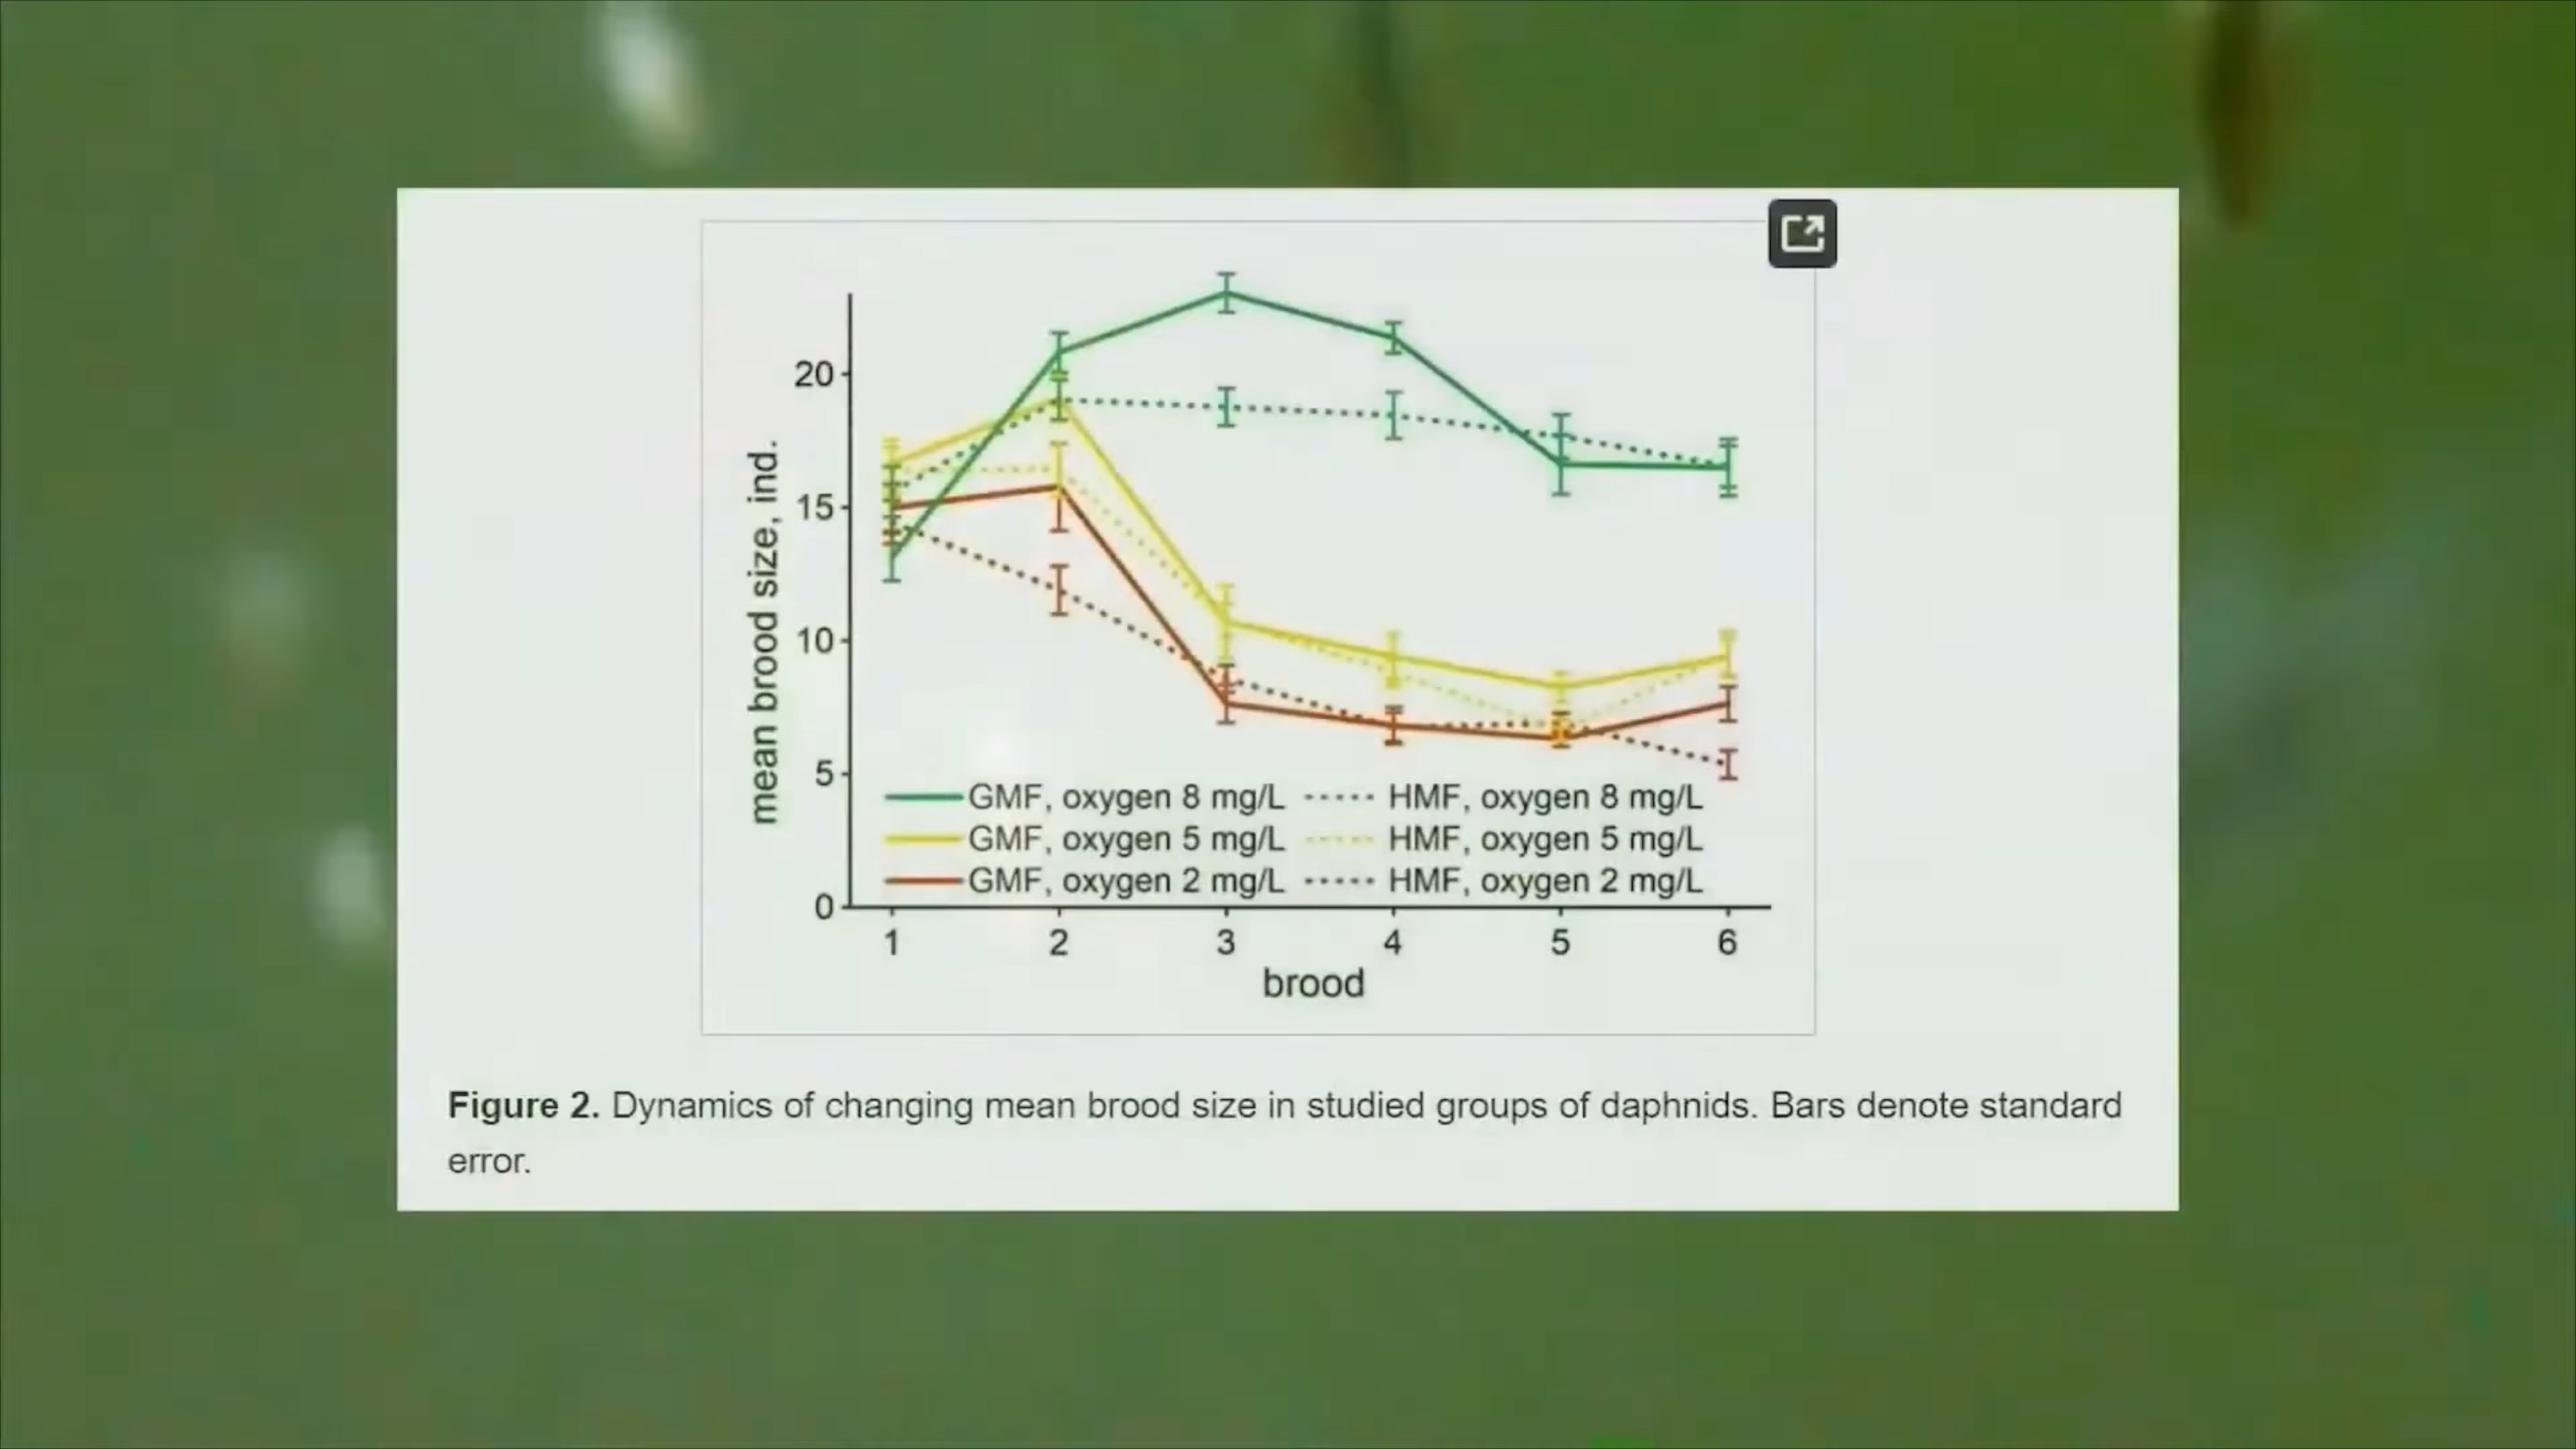 20
15
10
5
0
mean brood size, ind.
GMF, oxygen 8 mg/L HMF, oxygen 8 mg/L
GMF, oxygen 5 mg/L HMF, oxygen 5 mg/L
GMF, oxygen 2 mg/L HMF, oxygen 2 mg/L
1 2 3 4 5 6
brood
Figure 2. Dynamics of changing mean brood size in studied groups of daphnids. Bars denote standard
error.